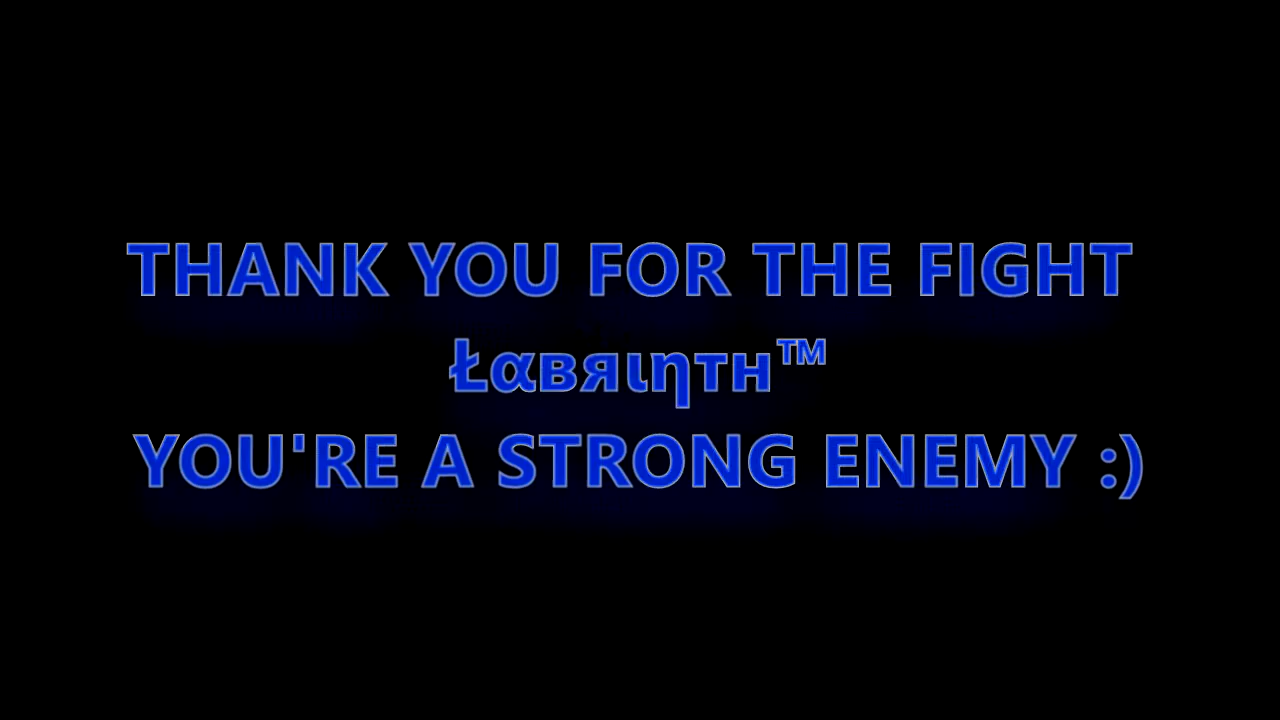 THANK YOU FOR THE FIGHT
Łαвяιηтн™
YOU'RE A STRONG ENEMY :)